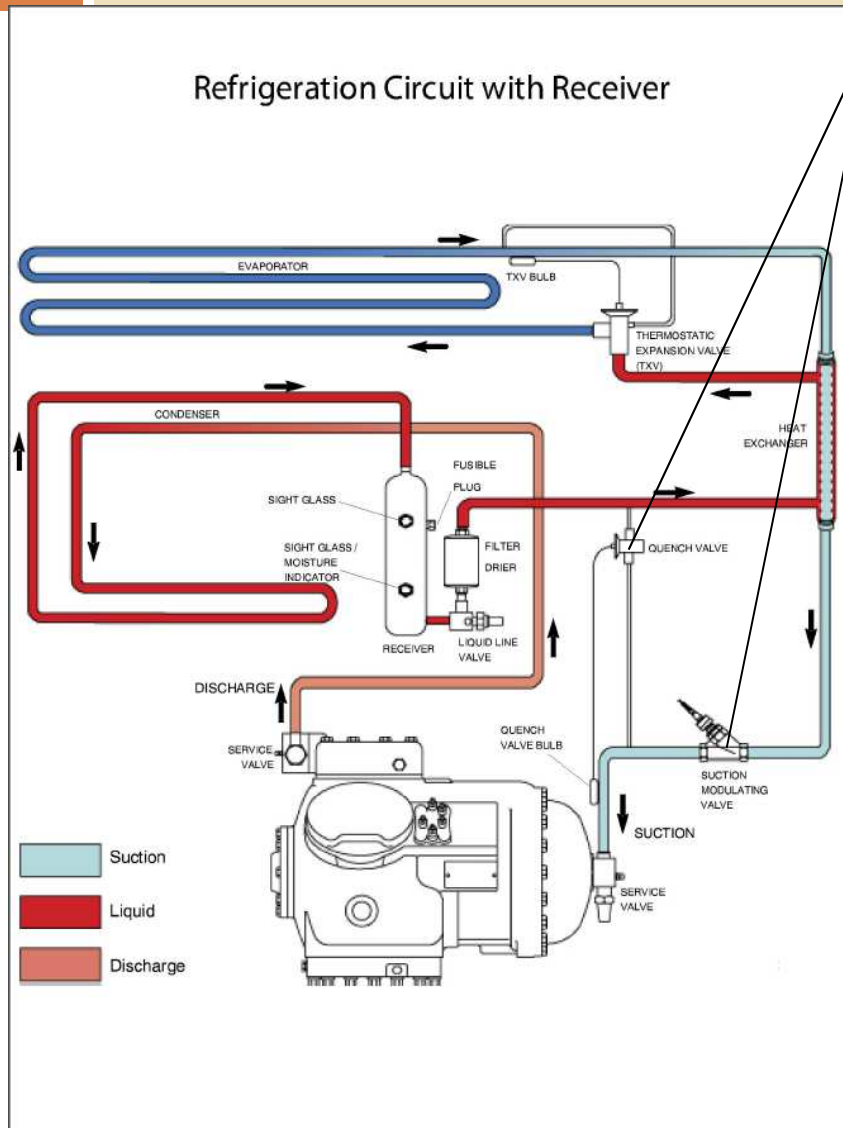 Refrigeration Circuit with Receiver
EVAPORATOR
TXV BULB
THERMOSTATIC
EXPANSION VALVE
(TXV)
CONDENSER
HEAT
EXCHANGER
FUSIBLE
PLUG
SIGHT GLASS
SIGHT GLASS /
MOISTURE
INDICATOR
FILTER
DRIER
QUENCH VALVE
RECEIVER
LIQUID LINE
VALVE
DISCHARGE
SERVICE
VALVE
QUENCH
VALVE BULB
SUCTION
MODULATING
VALVE
SUCTION
SERVICE
VALVE
Suction
Liquid
Discharge